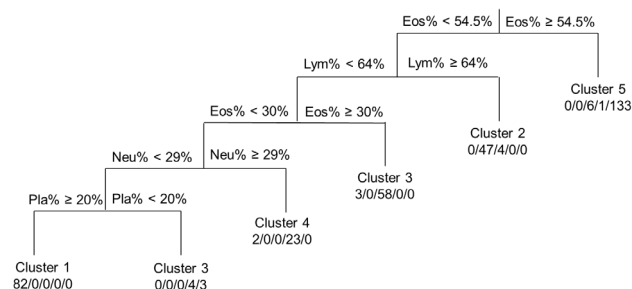 Eos% < 54.5% Eos% ≥ 54.5%
Lym% < 64% Lym% ≥ 64%
Cluster 5
0/0/6/1/133
Eos% < 30% Eos% ≥ 30%
Cluster 2
0/47/4/0/0
Neu% < 29% Neu% ≥ 29%
Cluster 3
3/0/58/0/0
Pla% ≥ 20% Pla% < 20%
Cluster 4
2/0/0/23/0
Cluster 1
82/0/0/0/0
Cluster 3
0/0/0/4/3